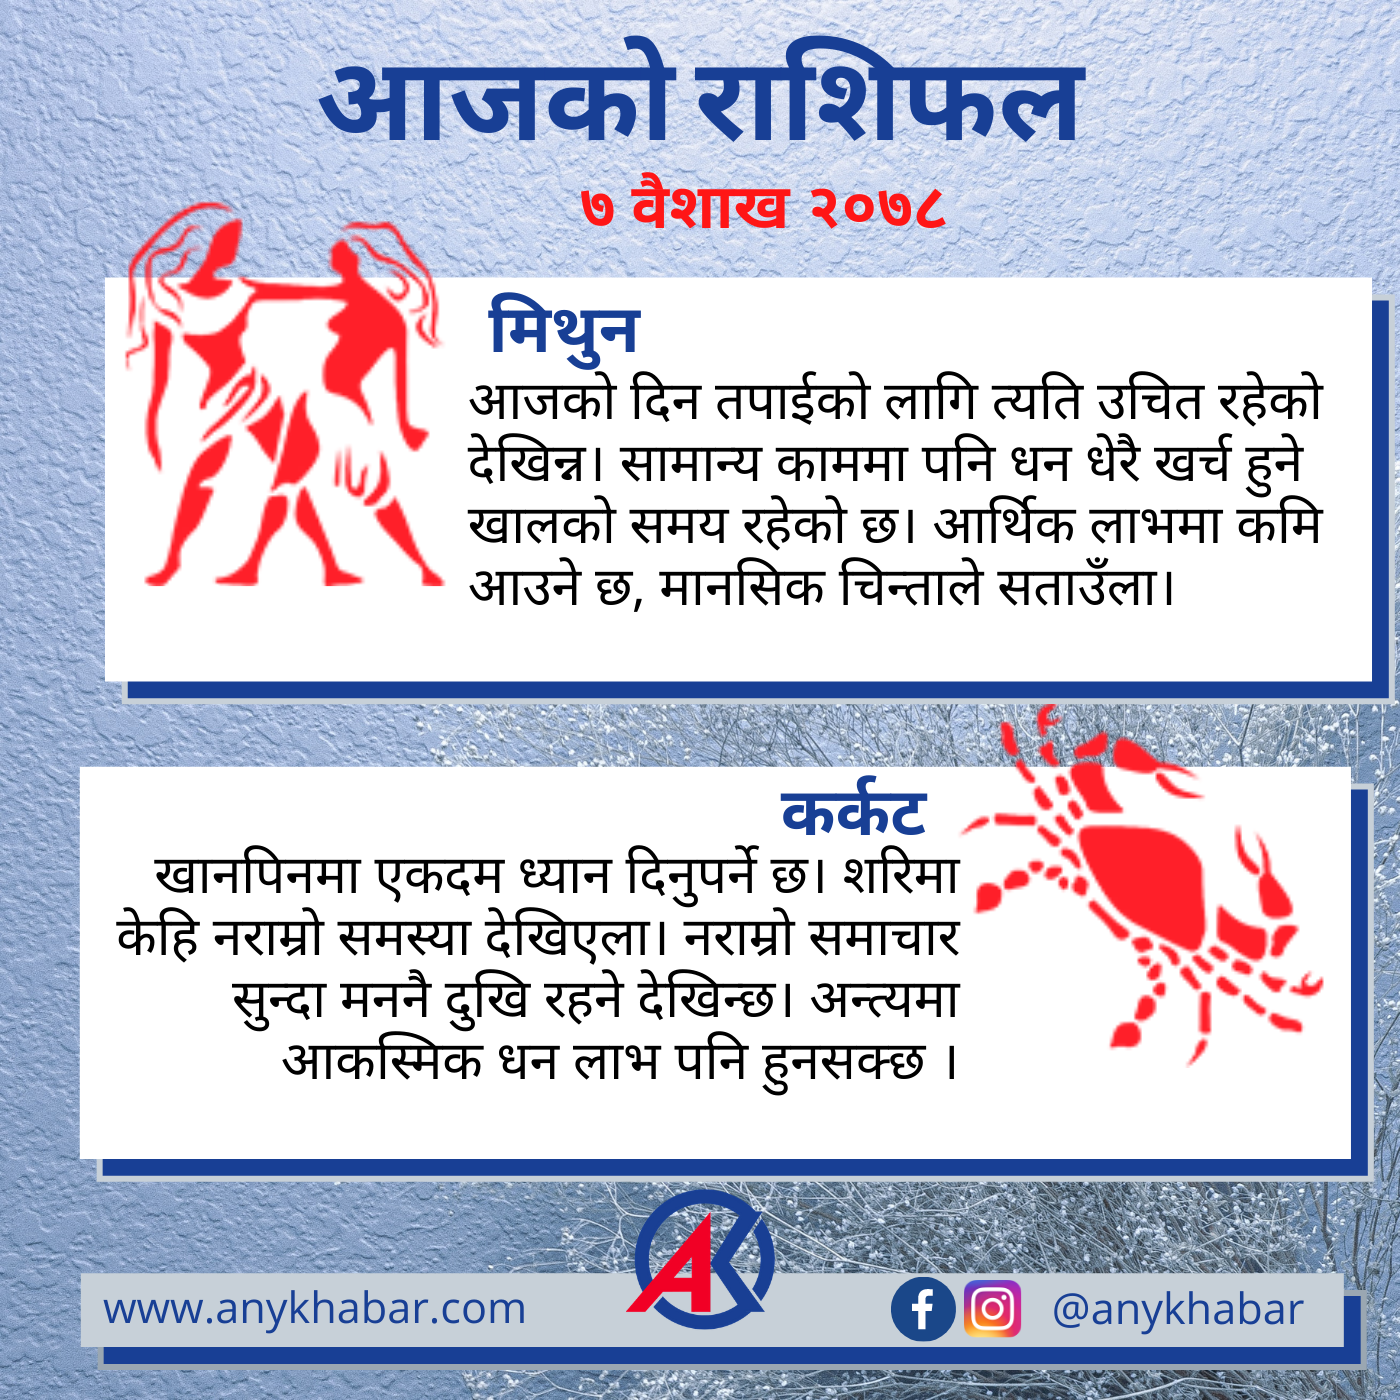 आजको राशिफल
७ वैशाख २०७८
मिथुन
आजको दिन तपाईको लागि त्यति उचित रहेको
देखिन्न। सामान्य काममा पनि धन धेरै खर्च हुने
खालको समय रहेको छ। आर्थिक लाभमा कमि
आउने छ, मानसिक चिन्ताले सताउँला।
कर्कट
खानपिनमा एकदम ध्यान दिनुपर्ने छ। शरिमा
केहि नराम्रो समस्या देखिएला। नराम्रो समाचार
सुन्दा मननै दुखि रहने देखिन्छ। अन्त्यमा
आकस्मिक धन लाभ पनि हुनसक्छ ।
AK
www.anykhabar.com
@anykhabar